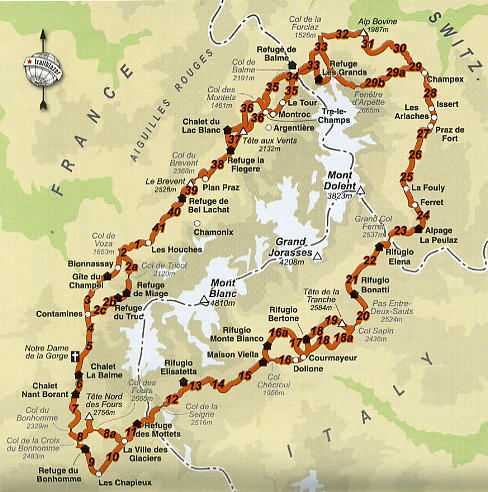 Col de la
Forclaz
1526m
Alp Bovine
1987m
SWITZ.
trailblazer
Refuge
de Balme
Refuge
Les Grandes
Col de
Balme
2191m
Fenêtre
d'Arpette
2665m
Champex
Issert
Les
Arlaches
Praz de
Fort
FRANCE
AIGUILLES ROUGES
Col des
Montets
1461m
Le Tour
Montroc
Tre-le-
Champs
Argentière
Chalet du
Lac Blanc
Tête aux Vents
2132m
Refuge la
Flegere
Col du
Brevent
2368m
Le Brevent
2526m
Plan Praz
Refuge de
Bel Lachat
Chamonix
Mont
Dolent
3823m
La Fouly
Ferret
Grand Col
Ferret
2537m
Alpage
La Peulaz
Col de
Voza
1653m
Les Houches
Bionnassay
Col de Tricot
2120m
Gîte du
Champel
Refuge
de Miage
Refuge
du Truc
Contamines
Grand
Jorasses
4208m
Mont
Blanc
4810m
Rifugio
Elena
Rifugio
Bonatti
Tête de la
Tranche
2584m
Pas Entre-
Deux-Sauts
2524m
Col Sapin
2436m
Rifugio
Bertone
Rifugio
Monte Bianco
Maison Vieille
Courmayeur
Dollone
Col
Chécroui
1956m
Rifugio
Elisabetta
Notre Dame
de la Gorge
Chalet
La Balme
Chalet
Nant Borant
Tête Nord
des Fours
2756m
Col des
Fours
2665m
Col de
la Seigne
2516m
Col du
Bonhomme
2329m
Col de la Croix
du Bonhomme
2483m
Refuge
des Mottets
La Ville des
Glaciers
Refuge du
Bonhomme
Les Chapieux
ITALY
1
2
2a
2b
2c
3
4
5
6
7
8
8a
9
10
11
12
13
14
15
16
16a
17
18
18
18a
19
20
21
22
23
24
25
26
27
28
29
29a
29b
30
31
32
33
33
34
35
35
36
36
37
38
39
40
41